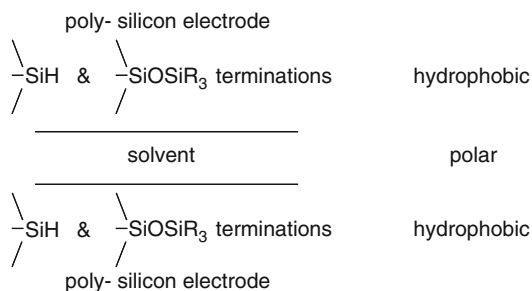 poly- silicon electrode
SiH & SiOSiR₃ terminations hydrophobic
solvent polar
SiH & SiOSiR₃ terminations hydrophobic
poly- silicon electrode